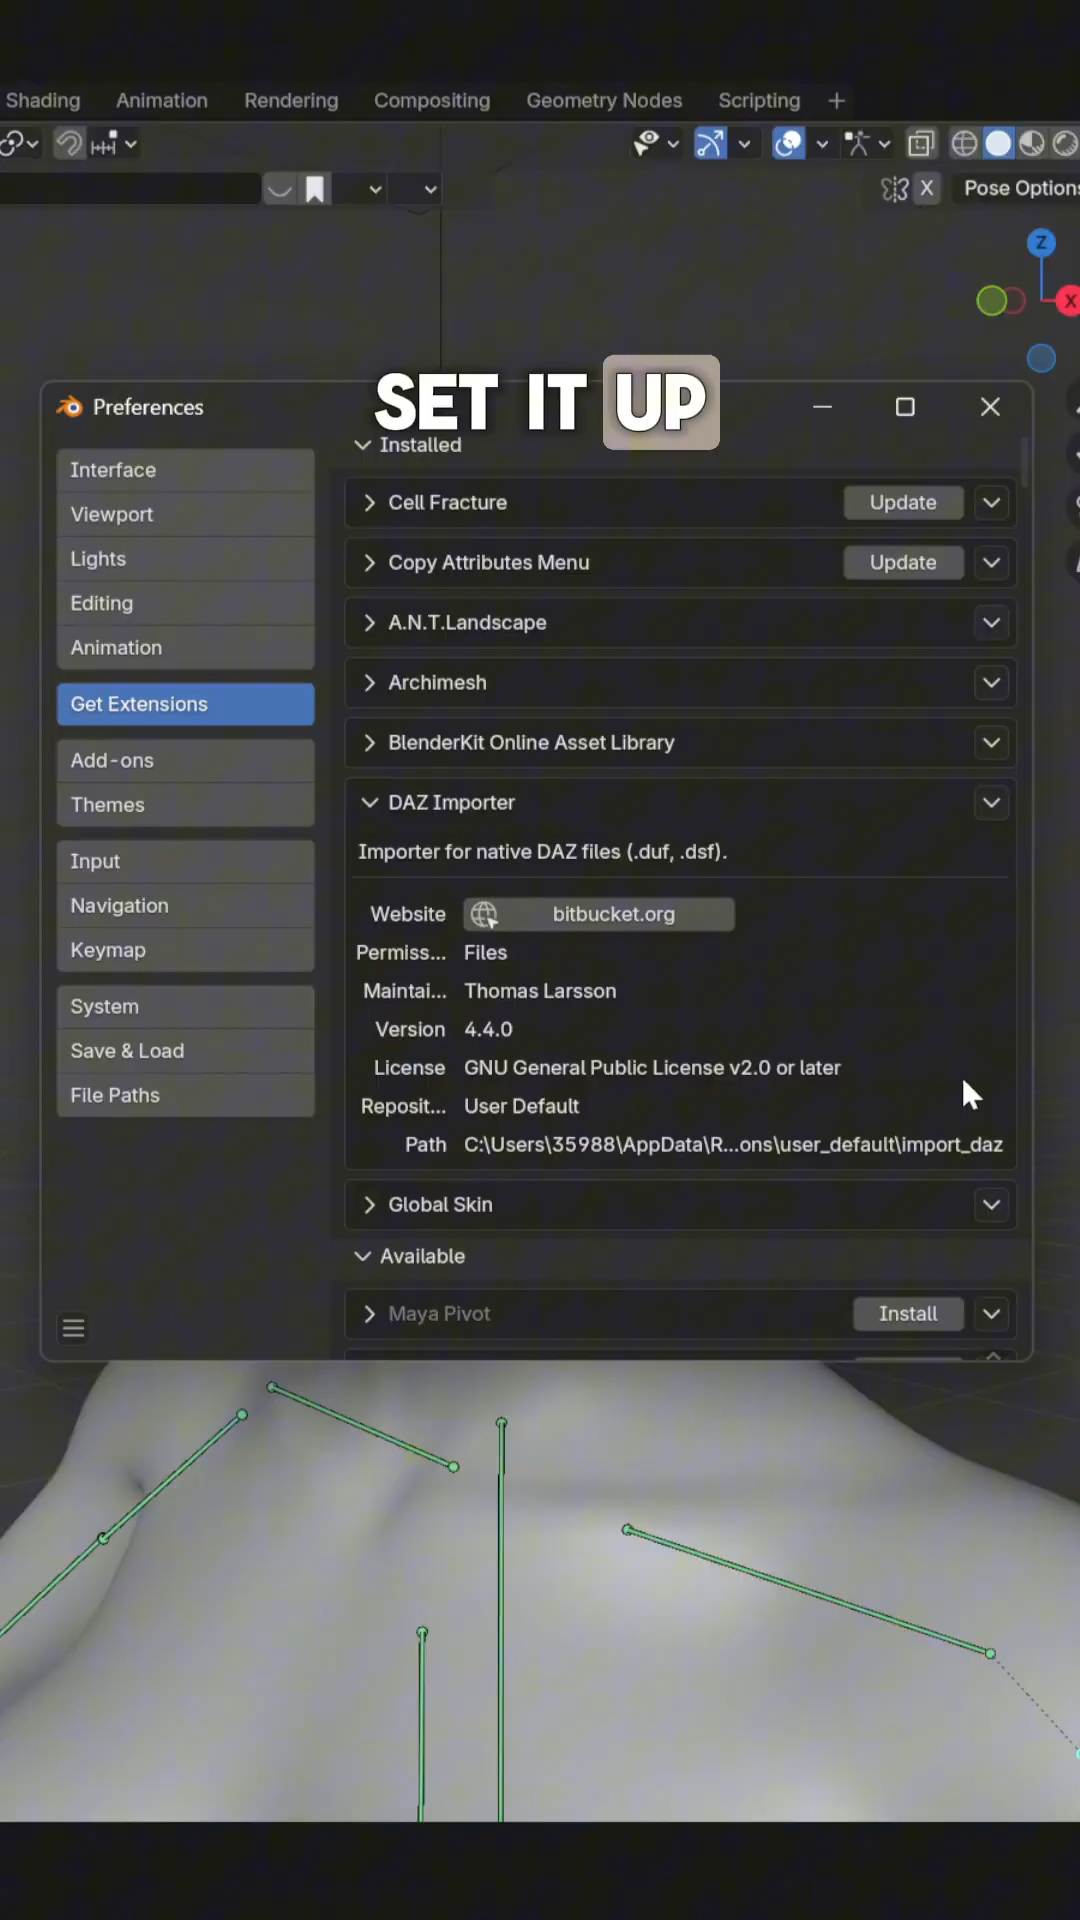 Shading Animation Rendering Compositing Geometry Nodes Scripting +
X Pose Options
Z
X
SET IT UP
Preferences
Installed
Interface
Viewport
Lights
Editing
Animation
Get Extensions
Add-ons
Themes
Input
Navigation
Keymap
System
Save & Load
File Paths
Cell Fracture Update
Copy Attributes Menu Update
A.N.T.Landscape
Archimesh
BlenderKit Online Asset Library
DAZ Importer
Importer for native DAZ files (.duf, .dsf).
Website bitbucket.org
Permiss... Files
Maintai... Thomas Larsson
Version 4.4.0
License GNU General Public License v2.0 or later
Reposit... User Default
Path C:\Users\35988\AppData\R...ons\user_default\import_daz
Global Skin
Available
Maya Pivot Install